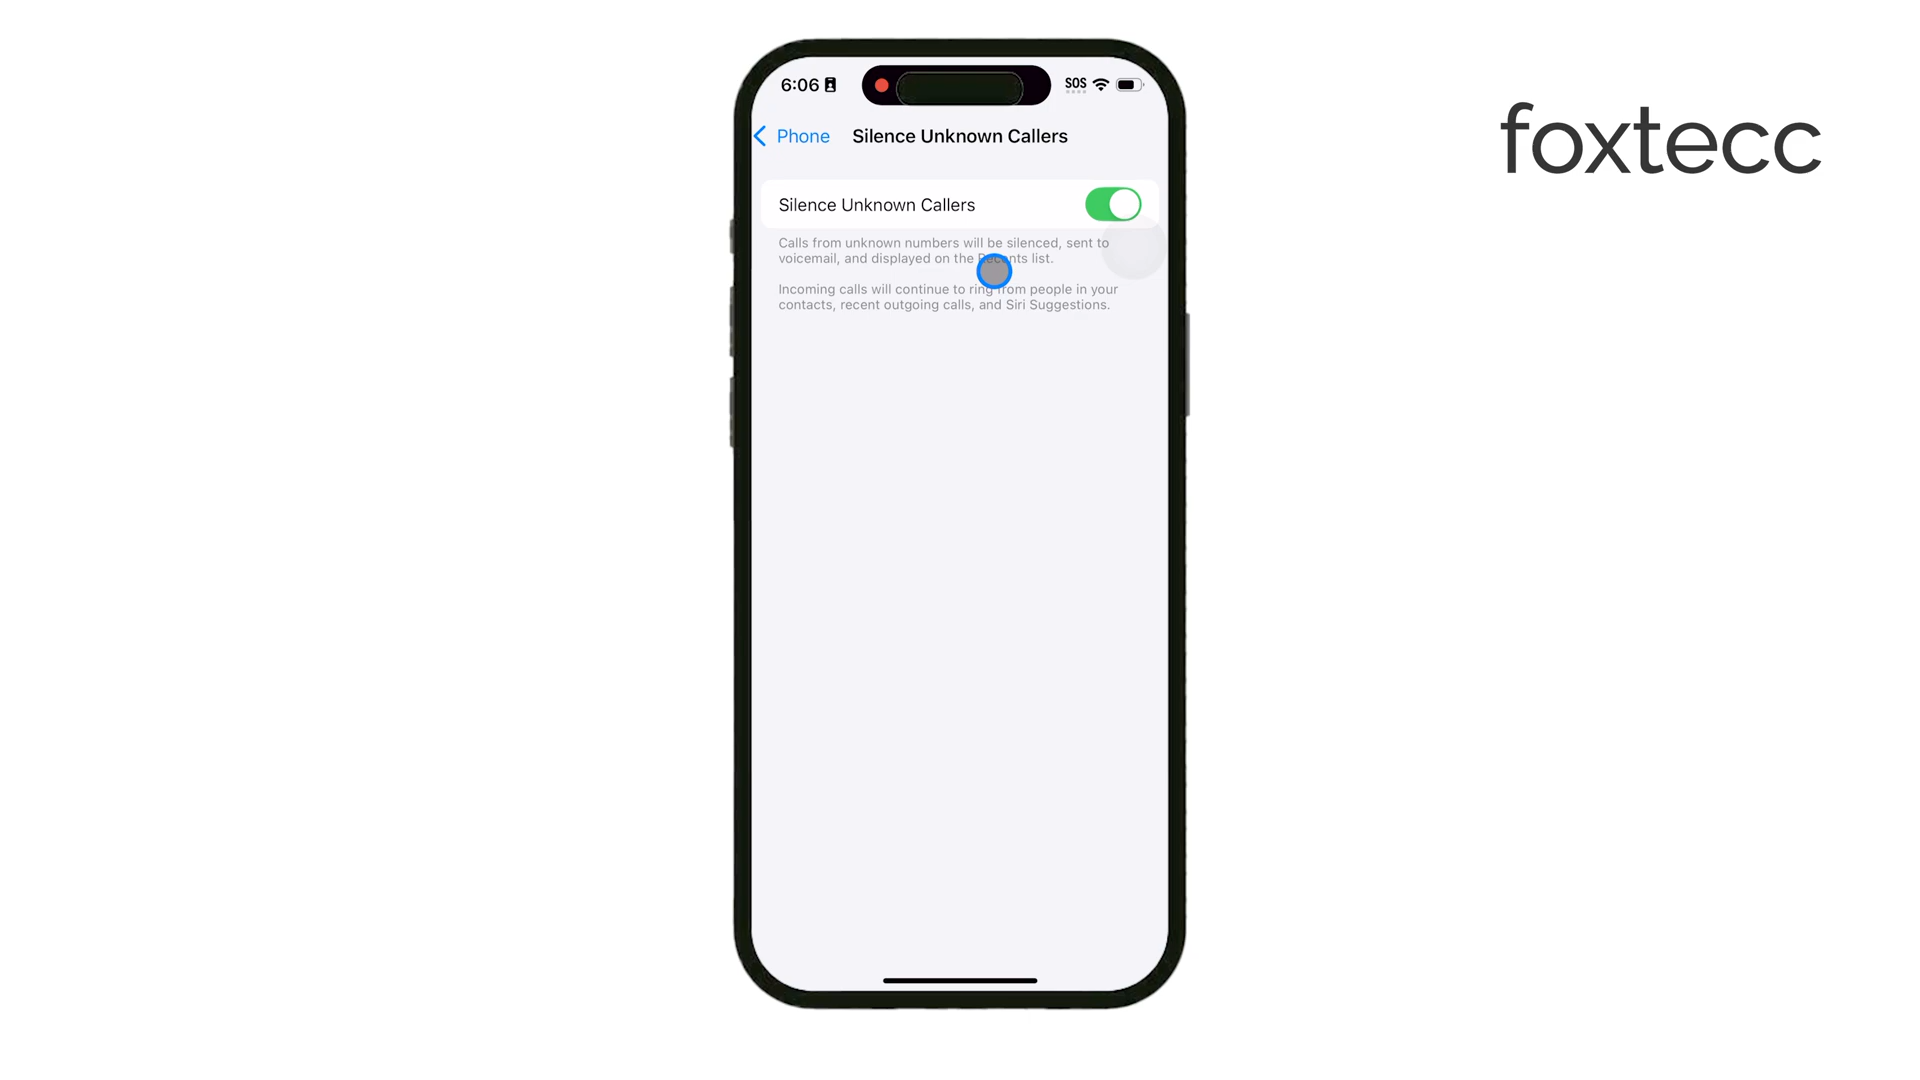 6:06
SOS
foxtecc
Phone
Silence Unknown Callers
Silence Unknown Callers
Calls from unknown numbers will be silenced, sent to
voicemail, and displayed on the Recents list.
Incoming calls will continue to ring from people in your
contacts, recent outgoing calls, and Siri Suggestions.